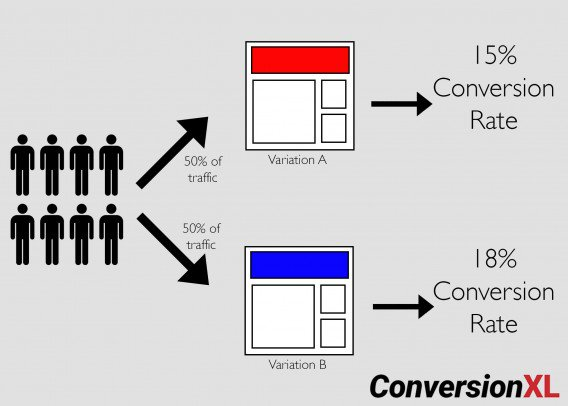 15%
Conversion
Rate
50% of
traffic
Variation A
50% of
traffic
18%
Conversion
Rate
Variation B
ConversionXL